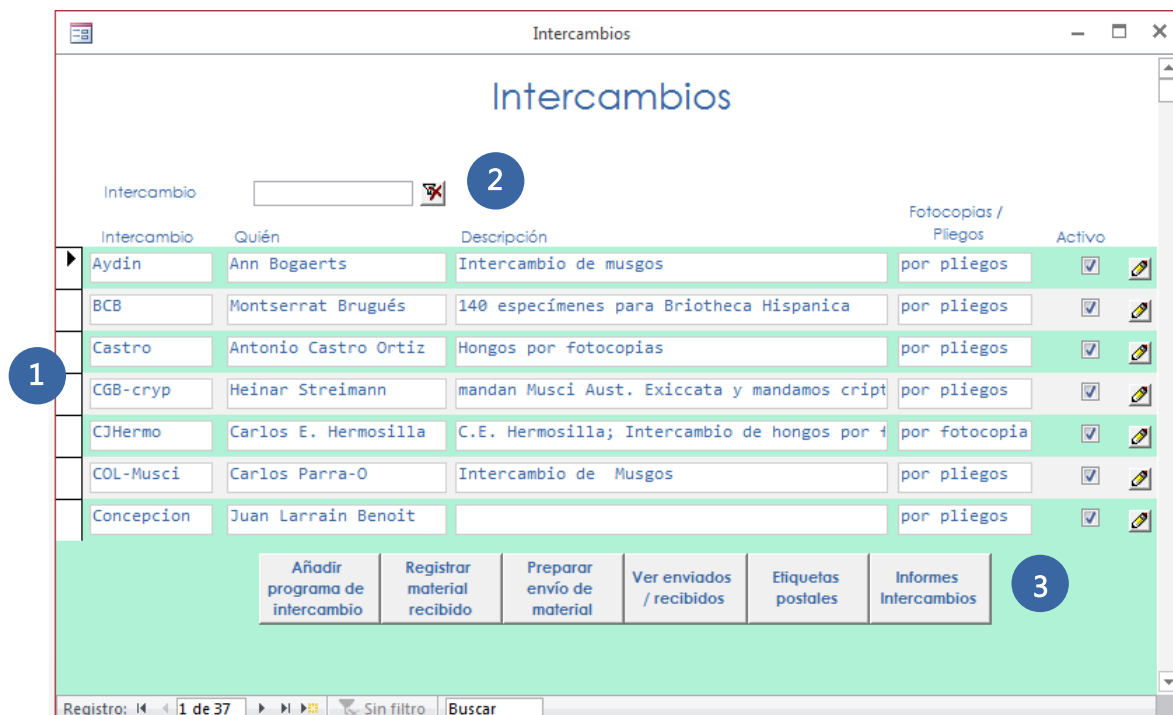 Intercambios
Intercambios
2
Intercambio
Fotocopias /
Intercambio Quién Descripción Pliegos Activo
Aydin Ann Bogaerts Intercambio de musgos por pliegos
BCB Montserrat Brugués 140 especímenes para Briotheca Hispanica por pliegos
Castro Antonio Castro Ortiz Hongos por fotocopias por pliegos
1
CGB-cryp Heinar Streimann mandan Musci Aust. Exiccata y mandamos cript por pliegos
CJHermo Carlos E. Hermosilla C.E. Hermosilla; Intercambio de hongos por f por fotocopia
COL-Musci Carlos Parra-O Intercambio de Musgos por pliegos
Concepcion Juan Larrain Benoit por pliegos
Añadir
programa de
intercambio
Registrar
material
recibido
Preparar
envío de
material
Ver enviados
/ recibidos
Etiquetas
postales
Informes
Intercambios
3
Registro: 1 de 37 Sin filtro Buscar